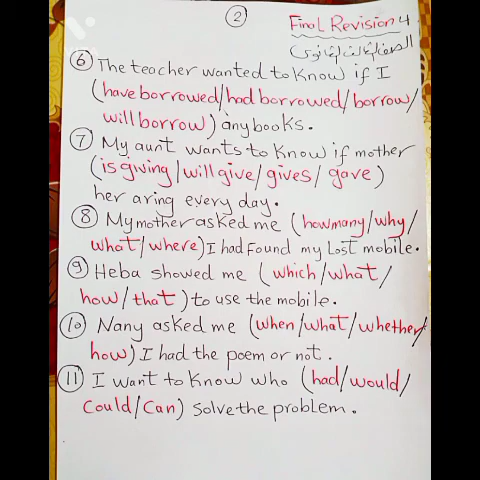 2
Final Revision 4
الصف الثالث الثانوى
6 The teacher wanted to know if I
(have borrowed/had borrowed/borrow/
will borrow) any books.
7 My aunt wants to know if mother
(is giving/will give/gives/gave)
her aring every day.
8 My mother asked me (how many/why/
what/where) I had found my lost mobile.
9 Heba showed me (which/what/
how/that) to use the mobile.
10 Nany asked me (when/what/whether/
how) I had the poem or not.
11 I want to know who (had/would/
Could/Can) solve the problem.